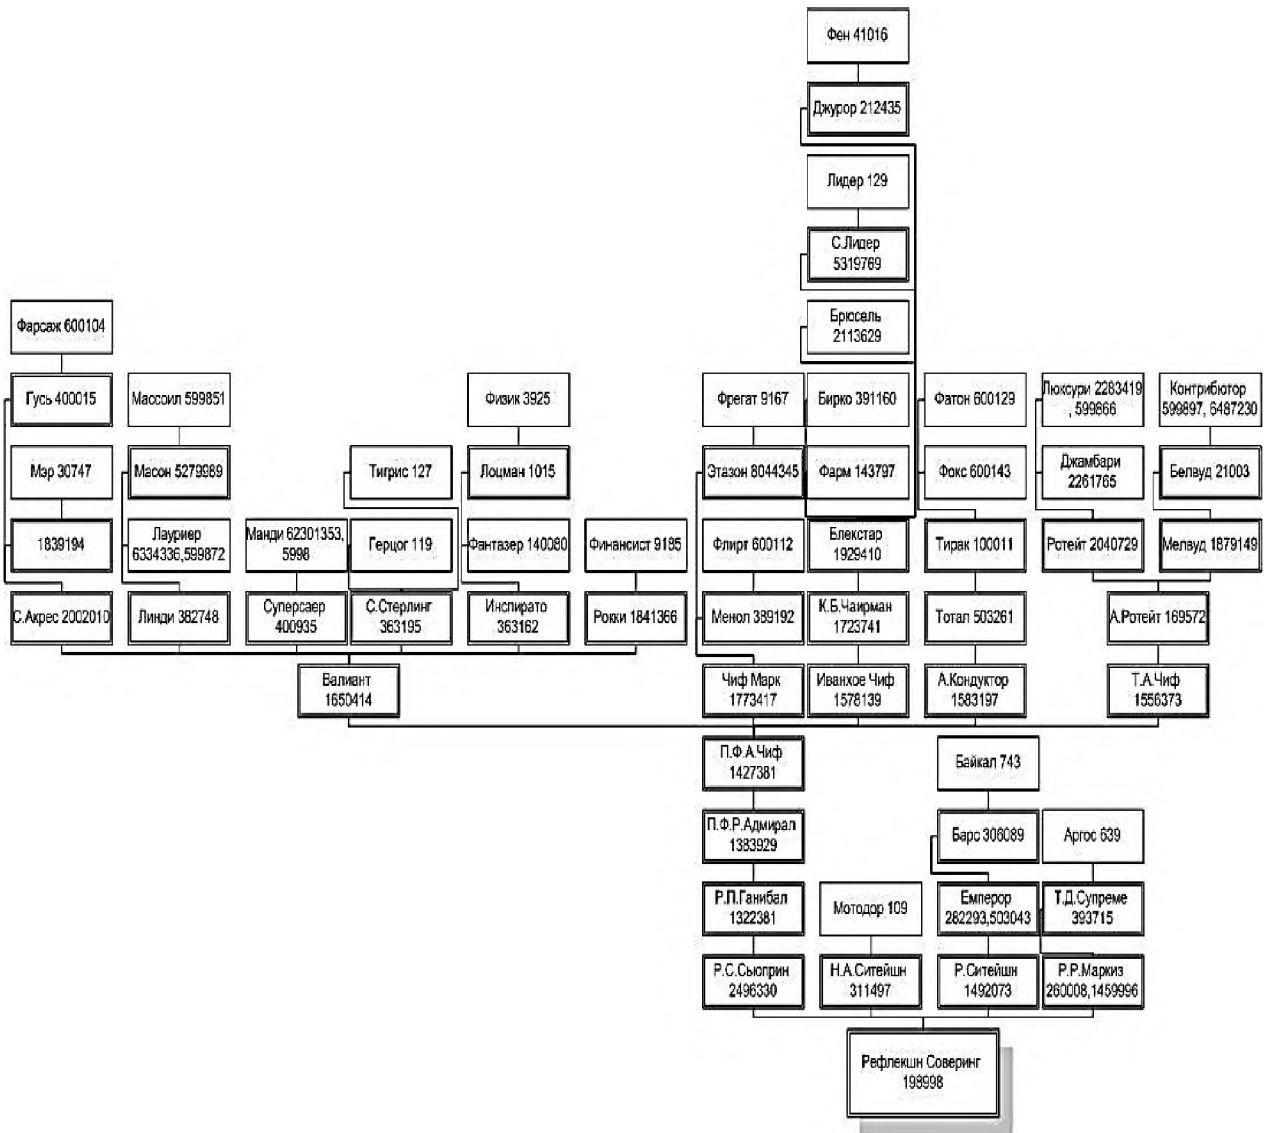 Фен 41016
Джурор 212435
Лидер 129
С.Лидер
5319769
Фарсаж 600104
Брюсель
2113629
Гусь 400015
Массоил 599851
Физик 3925
Фрегат 9167
Бирко 391160
Фатон 600129
Люксури 2283419
, 599866
Контрибютор
599897, 6487230
Мэр 30747
Масон 5279989
Тигрис 127
Лоцман 1015
Этазон 8044345
Фарм 143797
Фокс 600143
Джамбари
2261765
Белвуд 21003
1839194
Лауриер
6334336,599872
Манди 62301353,
5998
Герцог 119
Фантазер 140080
Финансист 9185
Флирт 600112
Блекстар
1929410
Тирак 100011
Ротейт 2040729
Мелвуд 1879149
С.Акрес 2002010
Линди 382748
Суперсаер
400935
С.Стерлинг
363195
Инспирато
363162
Рокки 1841366
Менол 389192
К.Б.Чаирман
1723741
Тотал 503261
А.Ротейт 169572
Валиант
1650414
Чиф Марк
1773417
Иванхое Чиф
1578139
А.Кондуктор
1583197
Т.А.Чиф
1556373
П.Ф.А.Чиф
1427381
Байкал 743
П.Ф.Р.Адмирал
1383929
Барс 306089
Аргос 639
Р.П.Ганибал
1322381
Мотодор 109
Емперор
282293,503043
Т.Д.Супреме
393715
Р.С.Сьюприн
2496330
Н.А.Ситейшн
311497
Р.Ситейшн
1492073
Р.Р.Маркиз
260008,1459996
Рефлекшн Соверинг
198998